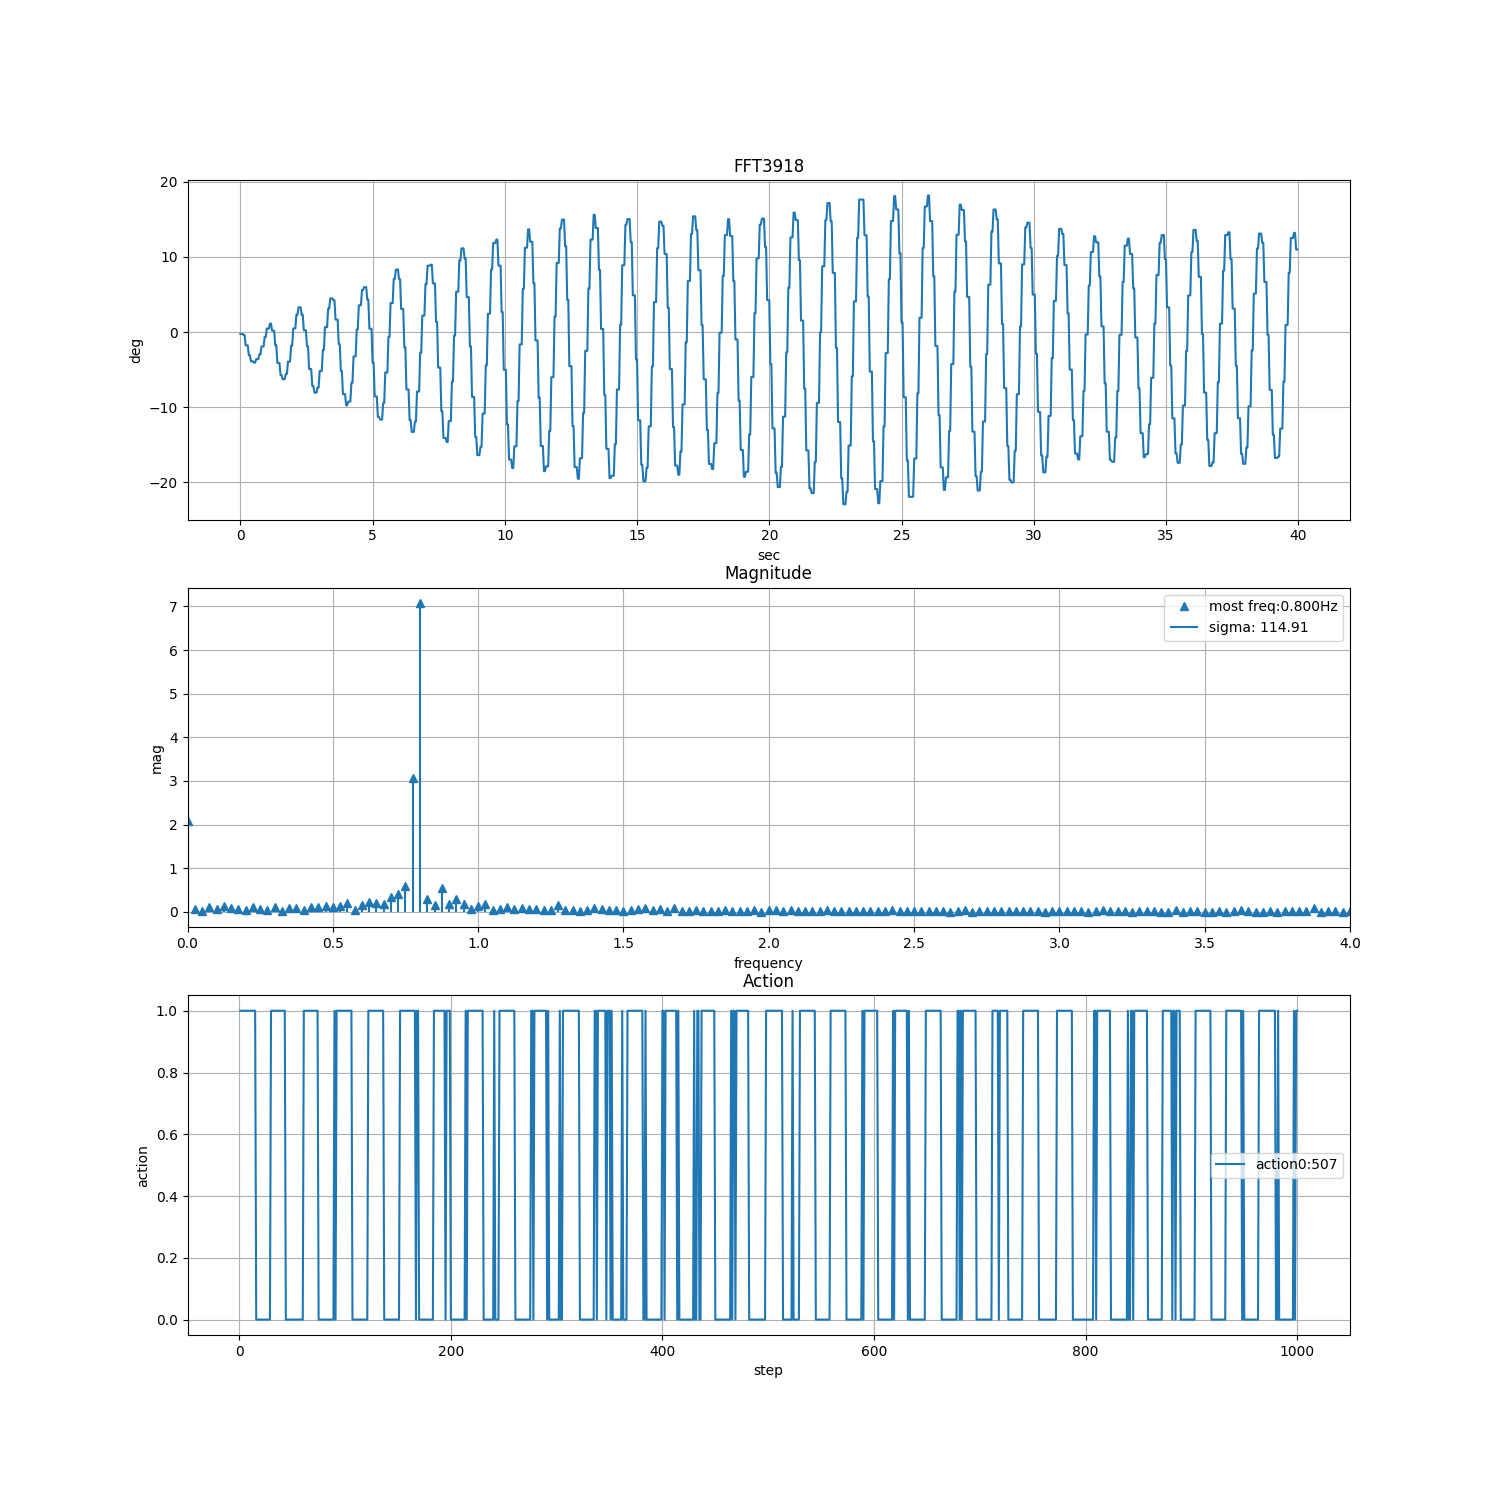 FFT3918
20
10
0
−10
−20
deg
0 5 10 15 20 25 30 35 40
sec
Magnitude
7
6
5
4
3
2
1
0
mag
most freq:0.800Hz
sigma: 114.91
0.0 0.5 1.0 1.5 2.0 2.5 3.0 3.5 4.0
frequency
Action
1.0
0.8
0.6
0.4
0.2
0.0
action
action0:507
0 200 400 600 800 1000
step